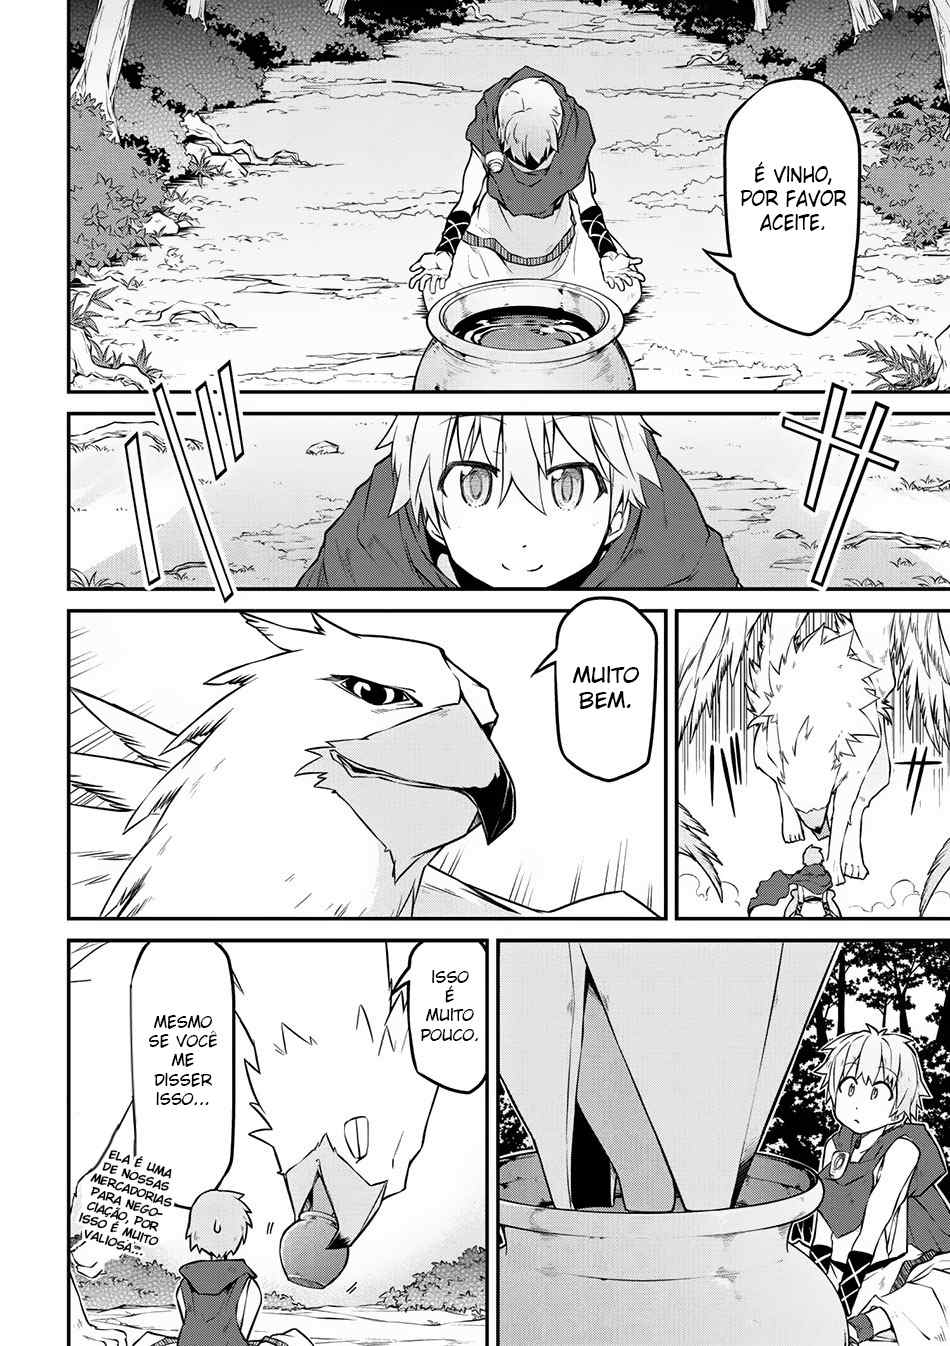 É VINHO,
POR FAVOR
ACEITE.
MUITO
BEM.
ISSO
É
MUITO
POUCO.
MESMO
SE VOCÊ
ME
DISSER
ISSO...
ELA É UMA
DE NOSSAS
MERCADORIAS
PARA NEGO-
CIAÇÃO, POR
ISSO É MUITO
VALIOSA...